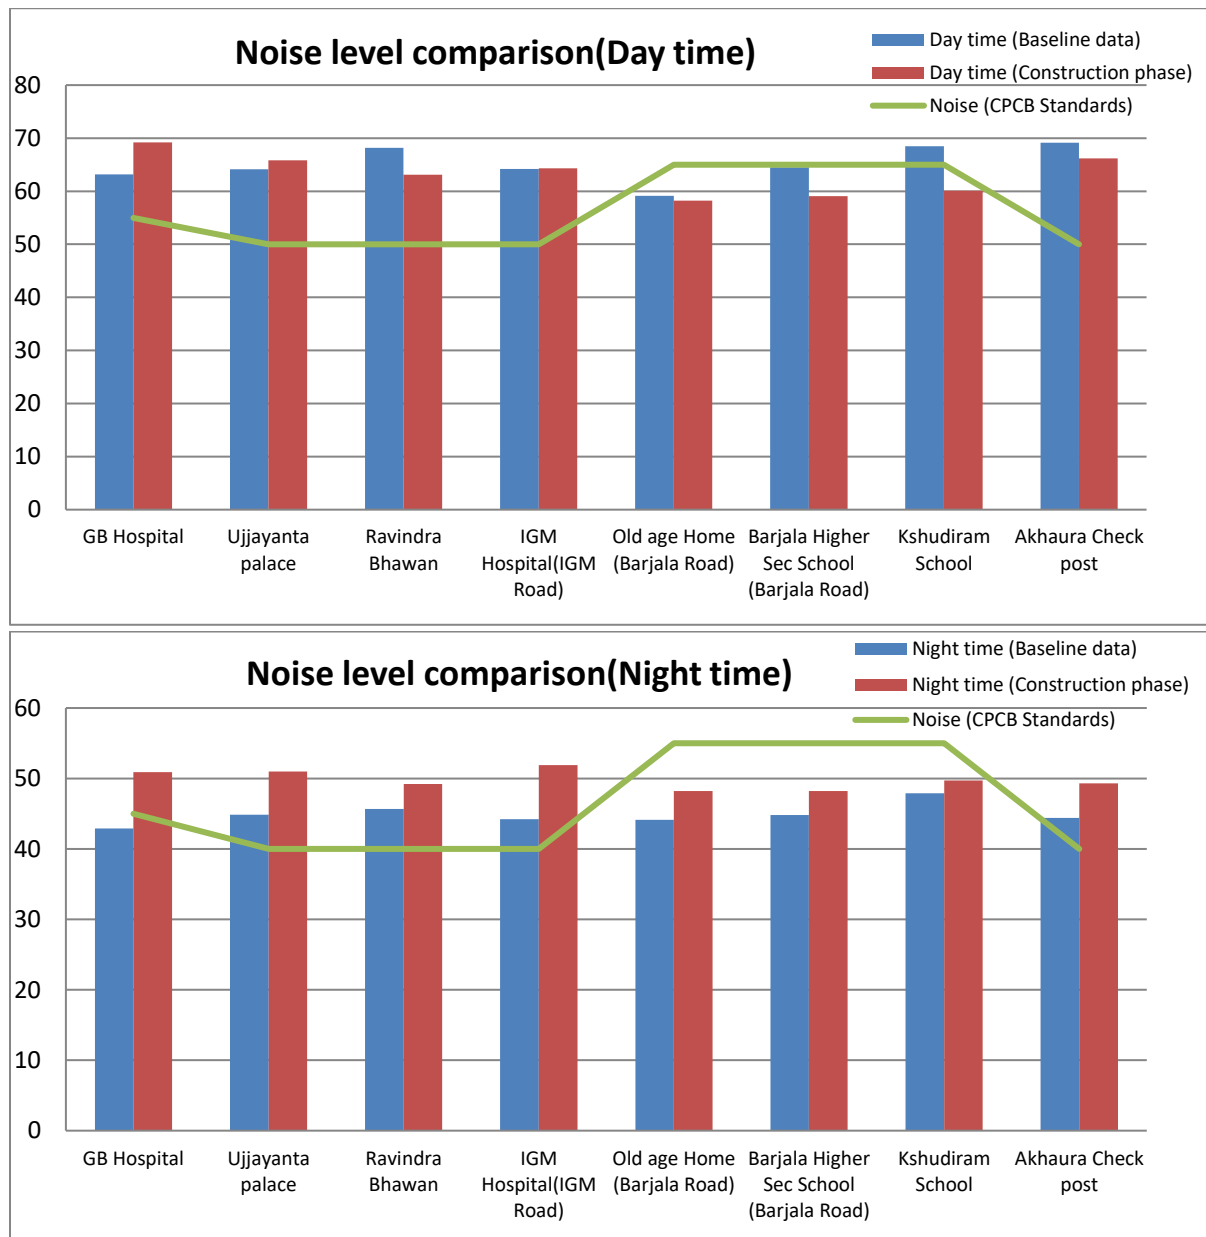 Noise level comparison(Day time)
Day time (Baseline data)
Day time (Construction phase)
Noise (CPCB Standards)
80
70
60
50
40
30
20
10
0
GB Hospital
Ujjayanta
palace
Ravindra
Bhawan
IGM
Hospital(IGM
Road)
Old age Home
(Barjala Road)
Barjala Higher
Sec School
(Barjala Road)
Kshudiram
School
Akhaura Check
post
Noise level comparison(Night time)
Night time (Baseline data)
Night time (Construction phase)
Noise (CPCB Standards)
60
50
40
30
20
10
0
GB Hospital
Ujjayanta
palace
Ravindra
Bhawan
IGM
Hospital(IGM
Road)
Old age Home
(Barjala Road)
Barjala Higher
Sec School
(Barjala Road)
Kshudiram
School
Akhaura Check
post